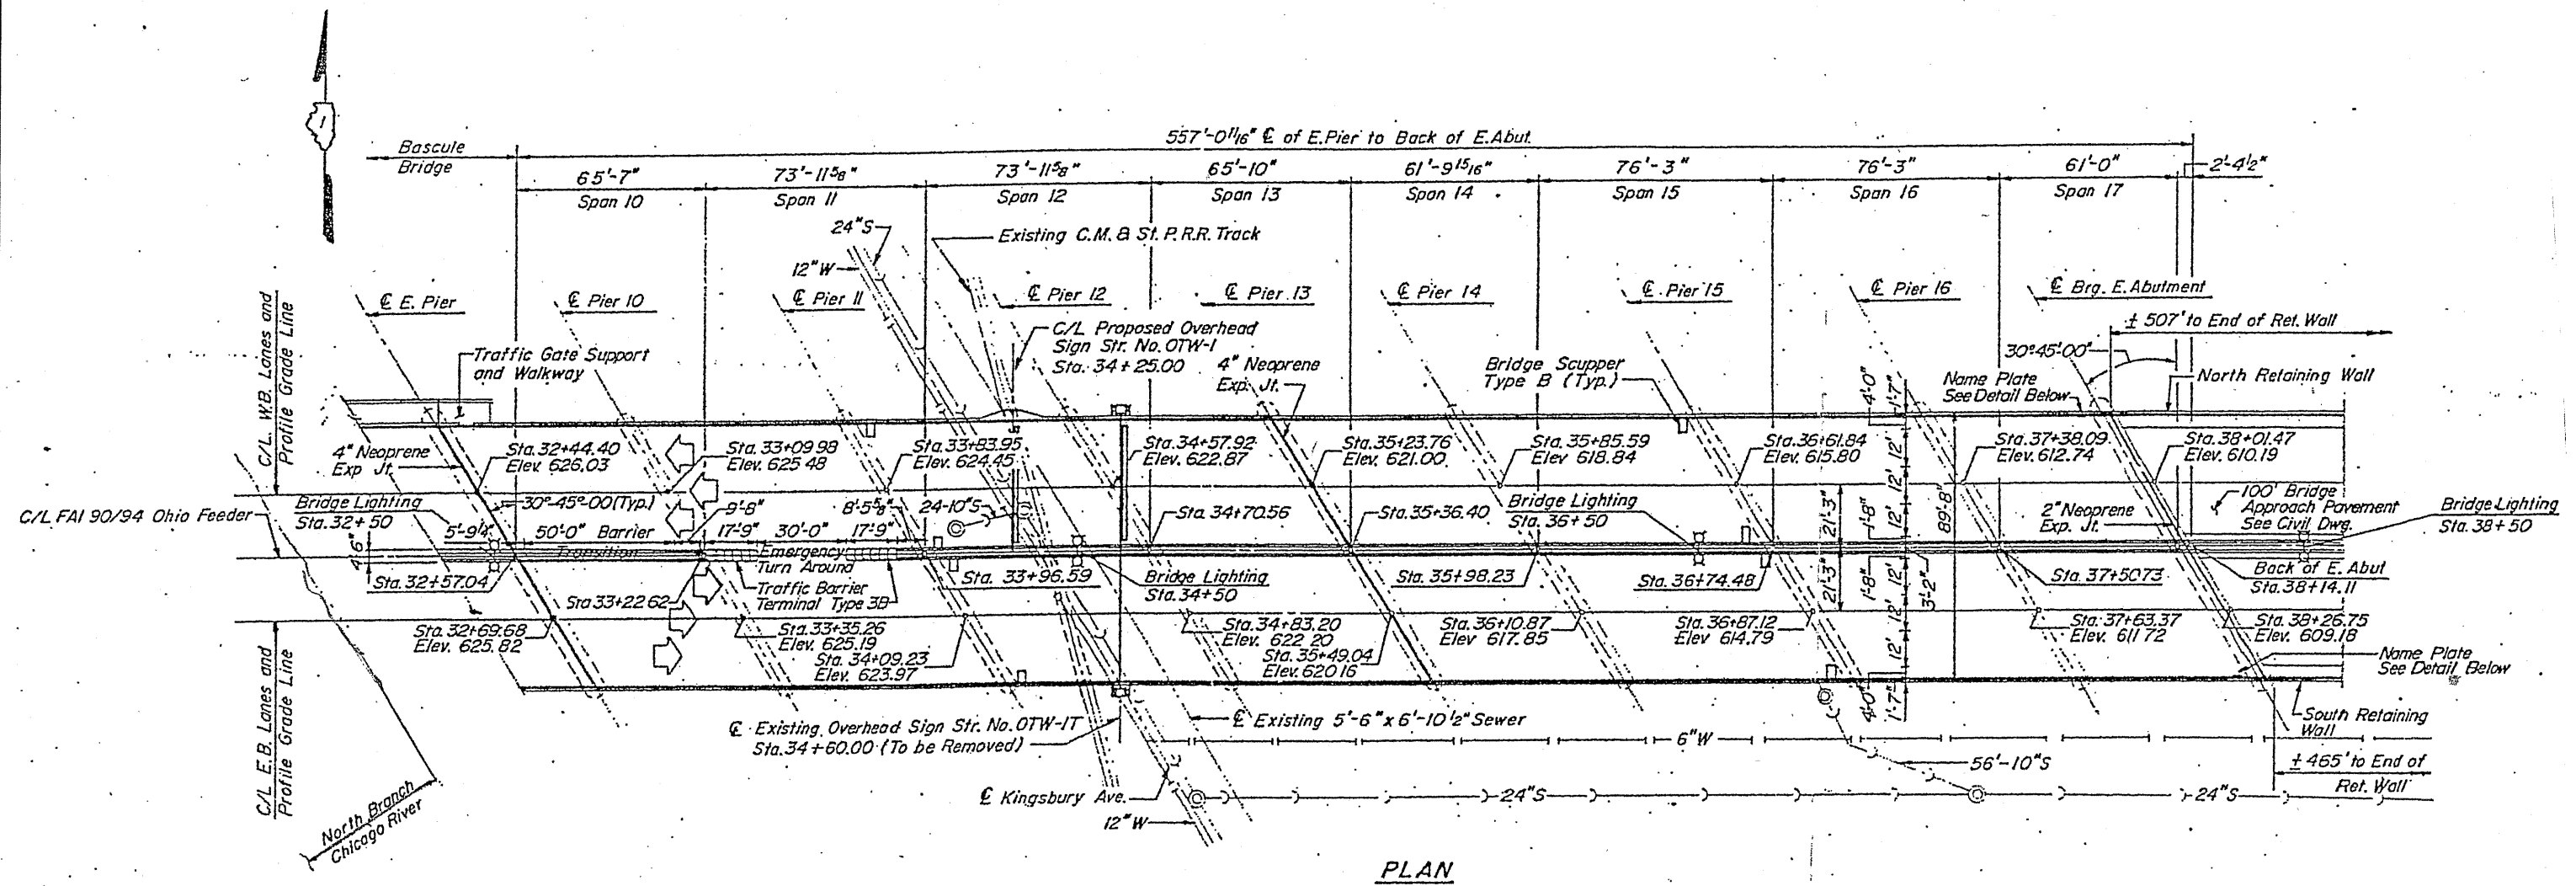 557'-0 11/16" ℄ of E.Pier to Back of E.Abut.
Bascule
Bridge
65'-7"
Span 10
73'-11 5/8"
Span 11
73'-11 5/8"
Span 12
65'-10"
Span 13
61'-9 15/16"
Span 14
76'-3"
Span 15
76'-3"
Span 16
61'-0"
Span 17
2'-4 1/2"
24"S
12"W
Existing C.M. & St. P. R.R. Track
℄ E. Pier
℄ Pier 10
℄ Pier 11
℄ Pier 12
℄ Pier 13
℄ Pier 14
℄ Pier 15
℄ Pier 16
℄ Brg. E. Abutment
± 507' to End of Ret. Wall
30°45'00"
C/L W.B. Lanes and
Profile Grade Line
Traffic Gate Support
and Walkway
C/L Proposed Overhead
Sign Str. No. OTW-1
Sta. 34+25.00
4" Neoprene
Exp. Jt.
Bridge Scupper
Type B (Typ.)
Name Plate
See Detail Below
North Retaining Wall
4'-0"
1'-7"
4" Neoprene
Exp Jt.
Sta. 32+44.40
Elev. 626.03
Sta. 33+09.98
Elev. 625 48
Sta. 33+83.95
Elev. 624.45
Sta. 34+57.92
Elev. 622.87
Sta. 35+23.76
Elev. 621.00
Sta. 35+85.59
Elev 618.84
Sta. 36+61.84
Elev. 615.80
Sta. 37+38.09
Elev. 612.74
Sta. 38+01.47
Elev. 610.19
C/L FAI 90/94 Ohio Feeder
Bridge Lighting
Sta. 32+50
30°-45°-00 (Typ.)
5'-9 1/4"
50'-0" Barrier
Transition
9'-8"
17'-9"
30'-0"
17'-9"
8'-5 5/8"
24-10"S
Emergency
Turn Around
Sta. 34+70.56
Sta. 35+36.40
Bridge Lighting
Sta. 36+50
21'-3"
1'-8"
12'
12'
12'
89'-8"
2" Neoprene
Exp. Jt.
100' Bridge
Approach Pavement
See Civil Dwg.
Bridge Lighting
Sta. 38+50
4'-6"
Sta. 32+57.04
Sta 33+22 62
Traffic Barrier
Terminal Type 3B
Sta. 33+96.59
Bridge Lighting
Sta. 34+50
Sta. 35+98.23
Sta. 36+74.48
21'-3"
1'-8"
12'
12'
12'
3'-2"
Sta. 37+50.73
Back of E. Abut
Sta. 38+14.11
C/L E.B. Lanes and
Profile Grade Line
Sta. 32+69.68
Elev. 625.82
Sta. 33+35.26
Elev. 625.19
Sta. 34+09.23
Elev. 623.97
Sta. 34+83.20
Elev. 622 20
Sta. 35+49.04
Elev. 620 16
Sta. 36+10.87
Elev 617.85
Sta. 36+87.12
Elev 614.79
Sta. 37+63.37
Elev. 611 72
Sta. 38+26.75
Elev. 609.18
Name Plate
See Detail Below
4'-0"
1'-7"
℄ Existing Overhead Sign Str. No. OTW-1T
Sta. 34+60.00 (To be Removed)
℄ Existing 5'-6" x 6'-10 1/2" Sewer
6"W
South Retaining
Wall
± 465' to End of
Ret. Wall
56'-10"S
℄ Kingsbury Ave.
24"S
24"S
12"W
North Branch
Chicago River
PLAN